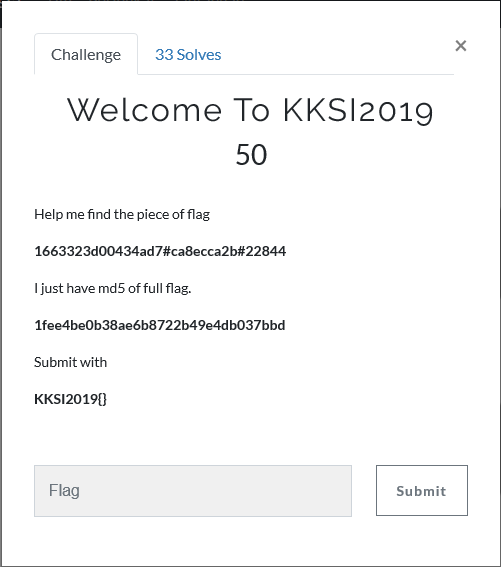 Challenge
33 Solves
×
Welcome To KKSI2019
50
Help me find the piece of flag
1663323d00434ad7#ca8ecca2b#22844
I just have md5 of full flag.
1fee4be0b38ae6b8722b49e4db037bbd
Submit with
KKSI2019{}
Flag
Submit